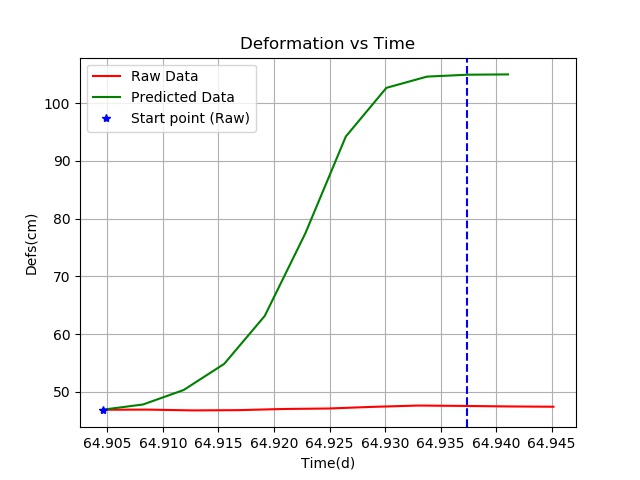 Deformation vs Time
Raw Data
Predicted Data
Start point (Raw)
100
90
80
70
60
50
Defs(cm)
64.905 64.910 64.915 64.920 64.925 64.930 64.935 64.940 64.945
Time(d)